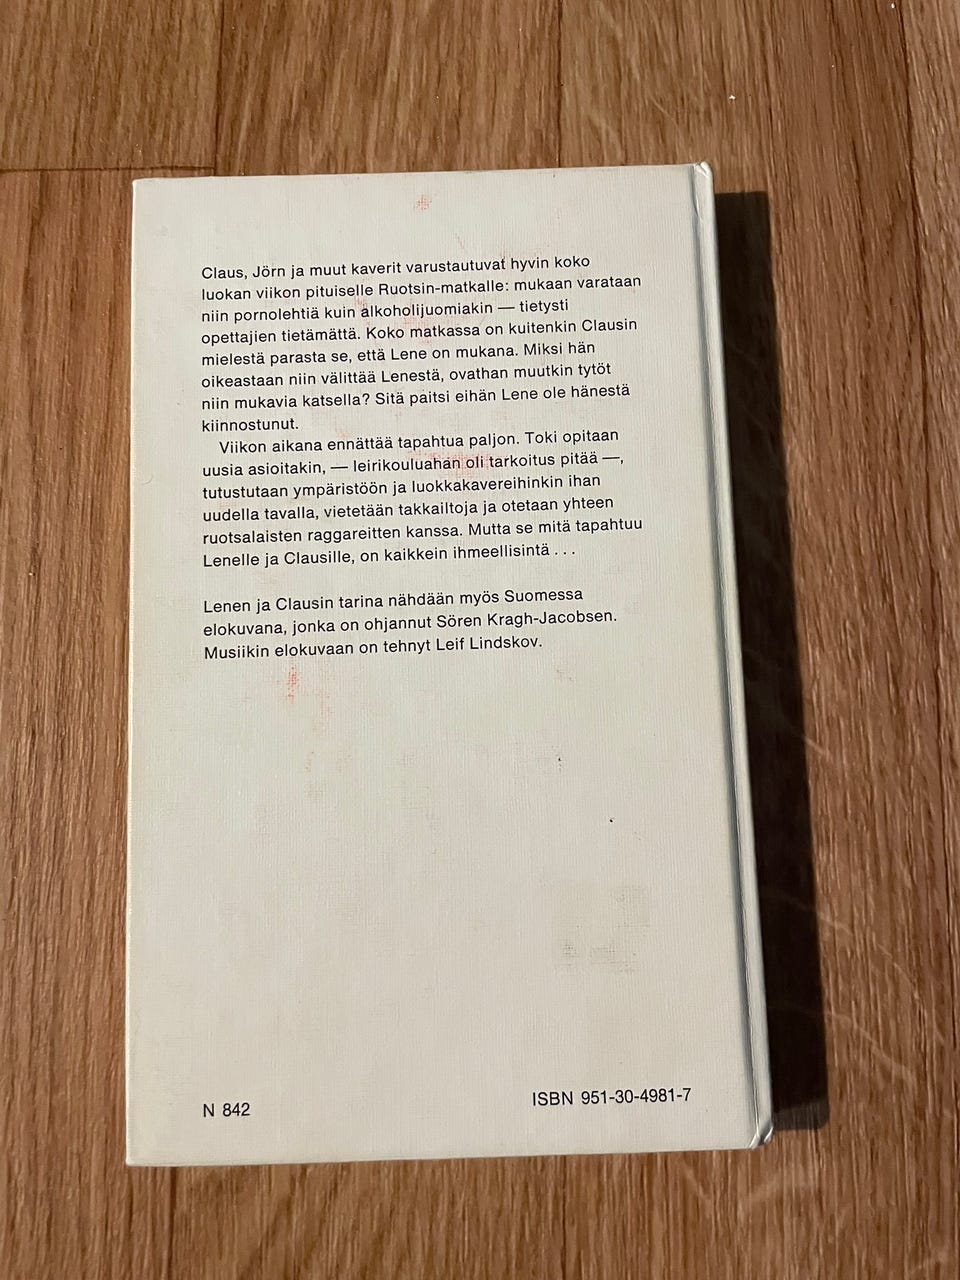 Claus, Jörn ja muut kaverit varustautuvat hyvin koko
luokan viikon pituiselle Ruotsin-matkalle: mukaan varataan
niin pornolehtiä kuin alkoholijuomiakin — tietysti
opettajien tietämättä. Koko matkassa on kuitenkin Clausin
mielestä parasta se, että Lene on mukana. Miksi hän
oikeastaan niin välittää Lenestä, ovathan muutkin tytöt
niin mukavia katsella? Sitä paitsi eihän Lene ole hänestä
kiinnostunut.
Viikon aikana ennättää tapahtua paljon. Toki opitaan
uusia asioitakin, — leirikouluahan oli tarkoitus pitää —,
tutustutaan ympäristöön ja luokkakavereihinkin ihan
uudella tavalla, vietetään takkailtoja ja otetaan yhteen
ruotsalaisten raggareitten kanssa. Mutta se mitä tapahtuu
Lenelle ja Clausille, on kaikkein ihmeellisintä . . .
Lenen ja Clausin tarina nähdään myös Suomessa
elokuvana, jonka on ohjannut Sören Kragh-Jacobsen.
Musiikin elokuvaan on tehnyt Leif Lindskov.
N 842
ISBN 951-30-4981-7